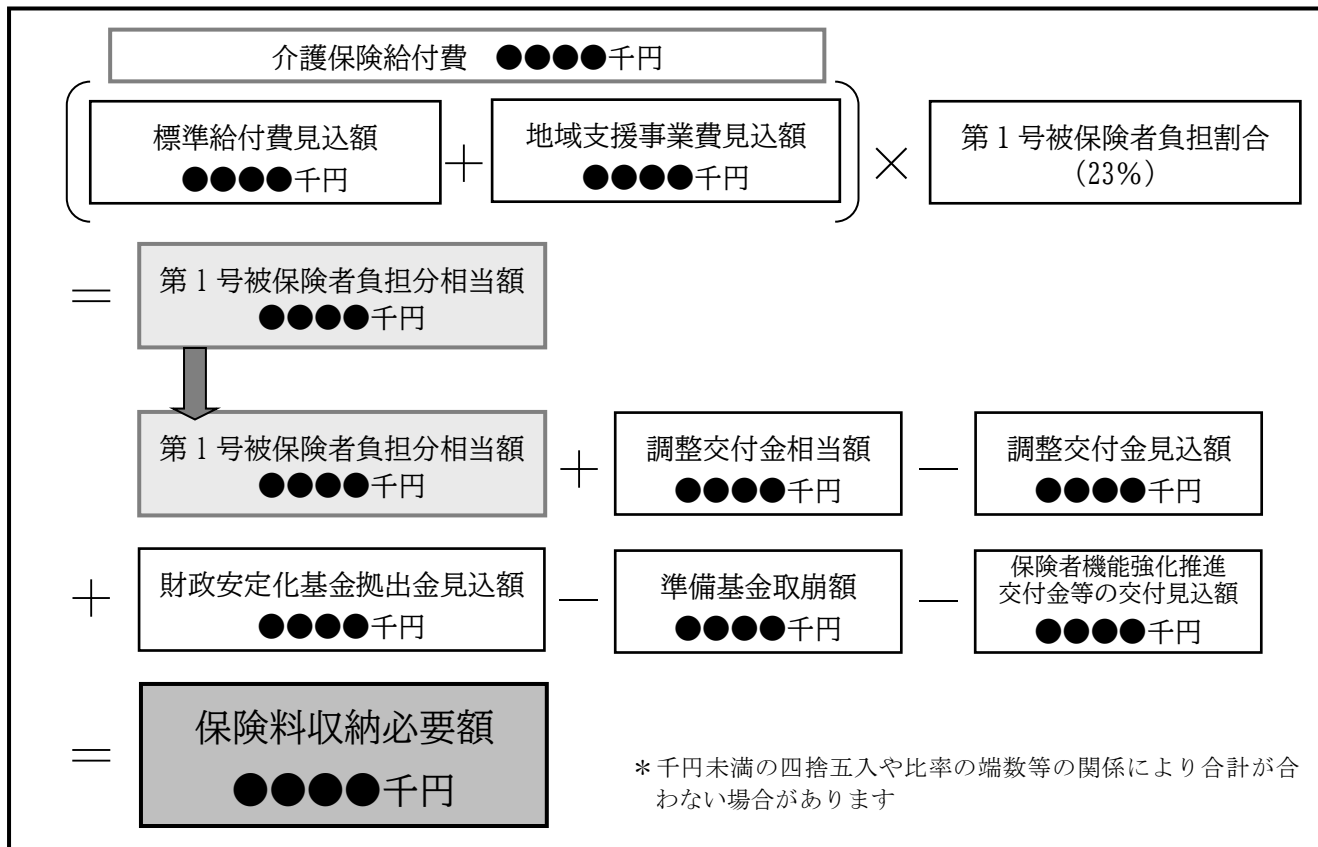 介護保険給付費　●●●●千円
標準給付費見込額
●●●●千円
＋
地域支援事業費見込額
●●●●千円
×
第１号被保険者負担割合
(23%)
＝
第１号被保険者負担分相当額
●●●●千円
第１号被保険者負担分相当額
●●●●千円
＋
調整交付金相当額
●●●●千円
－
調整交付金見込額
●●●●千円
＋
財政安定化基金拠出金見込額
●●●●千円
－
準備基金取崩額
●●●●千円
－
保険者機能強化推進
交付金等の交付見込額
●●●●千円
＝
保険料収納必要額
●●●●千円
＊千円未満の四捨五入や比率の端数等の関係により合計が合
わない場合があります